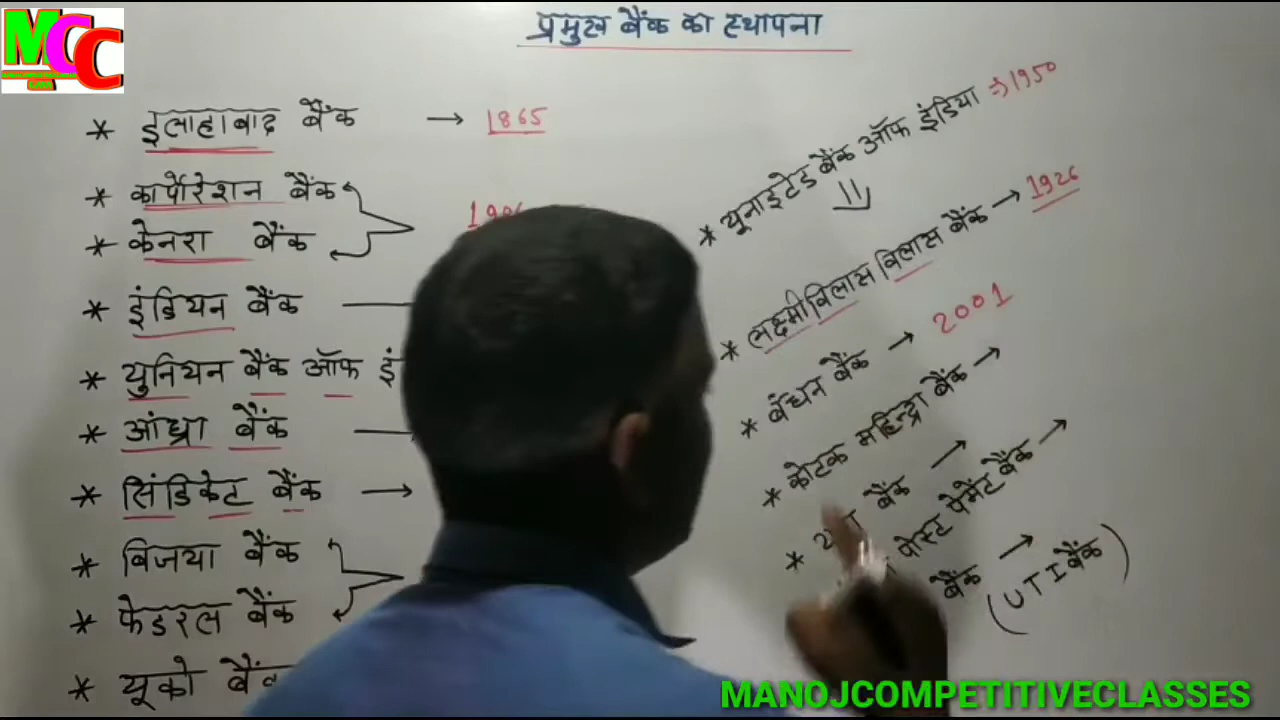 MCC
प्रमुख बैंक का स्थापना
* इलाहाबाद बैंक → 1865
* कार्पोरेशन बैंक
* केनरा बैंक
* इंडियन बैंक
* युनियन बैंक ऑफ इं
* आंध्रा बैंक
* सिंडिकेट बैंक →
* विजया बैंक
* फेडरल बैंक
* यूको बैंक
* यूनाइटेड बैंक ऑफ इंडिया ⇒ 1950
* लक्ष्मीविलास विलास बैंक → 1926
* बंधन बैंक → 2001
* कोटक महिन्द्रा बैंक →
* बैंक →
पोस्ट पेमेंट बैंक →
बैंक →
(UTI बैंक)
MANOJCOMPETITIVECLASSES